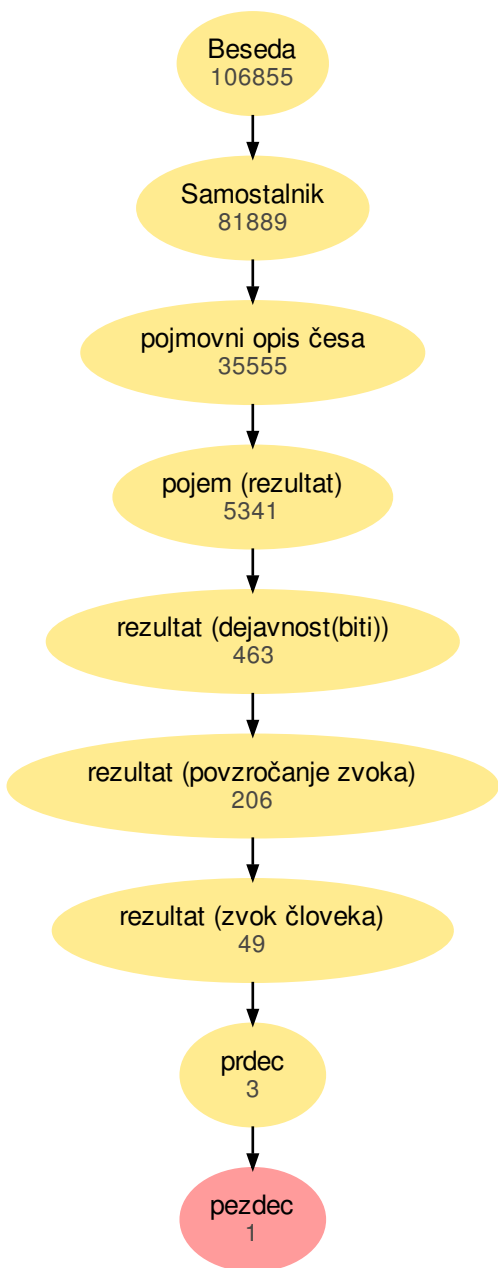 Beseda
106855
Samostalnik
81889
pojmovni opis česa
35555
pojem (rezultat)
5341
rezultat (dejavnost(biti))
463
rezultat (povzročanje zvoka)
206
rezultat (zvok človeka)
49
prdec
3
pezdec
1